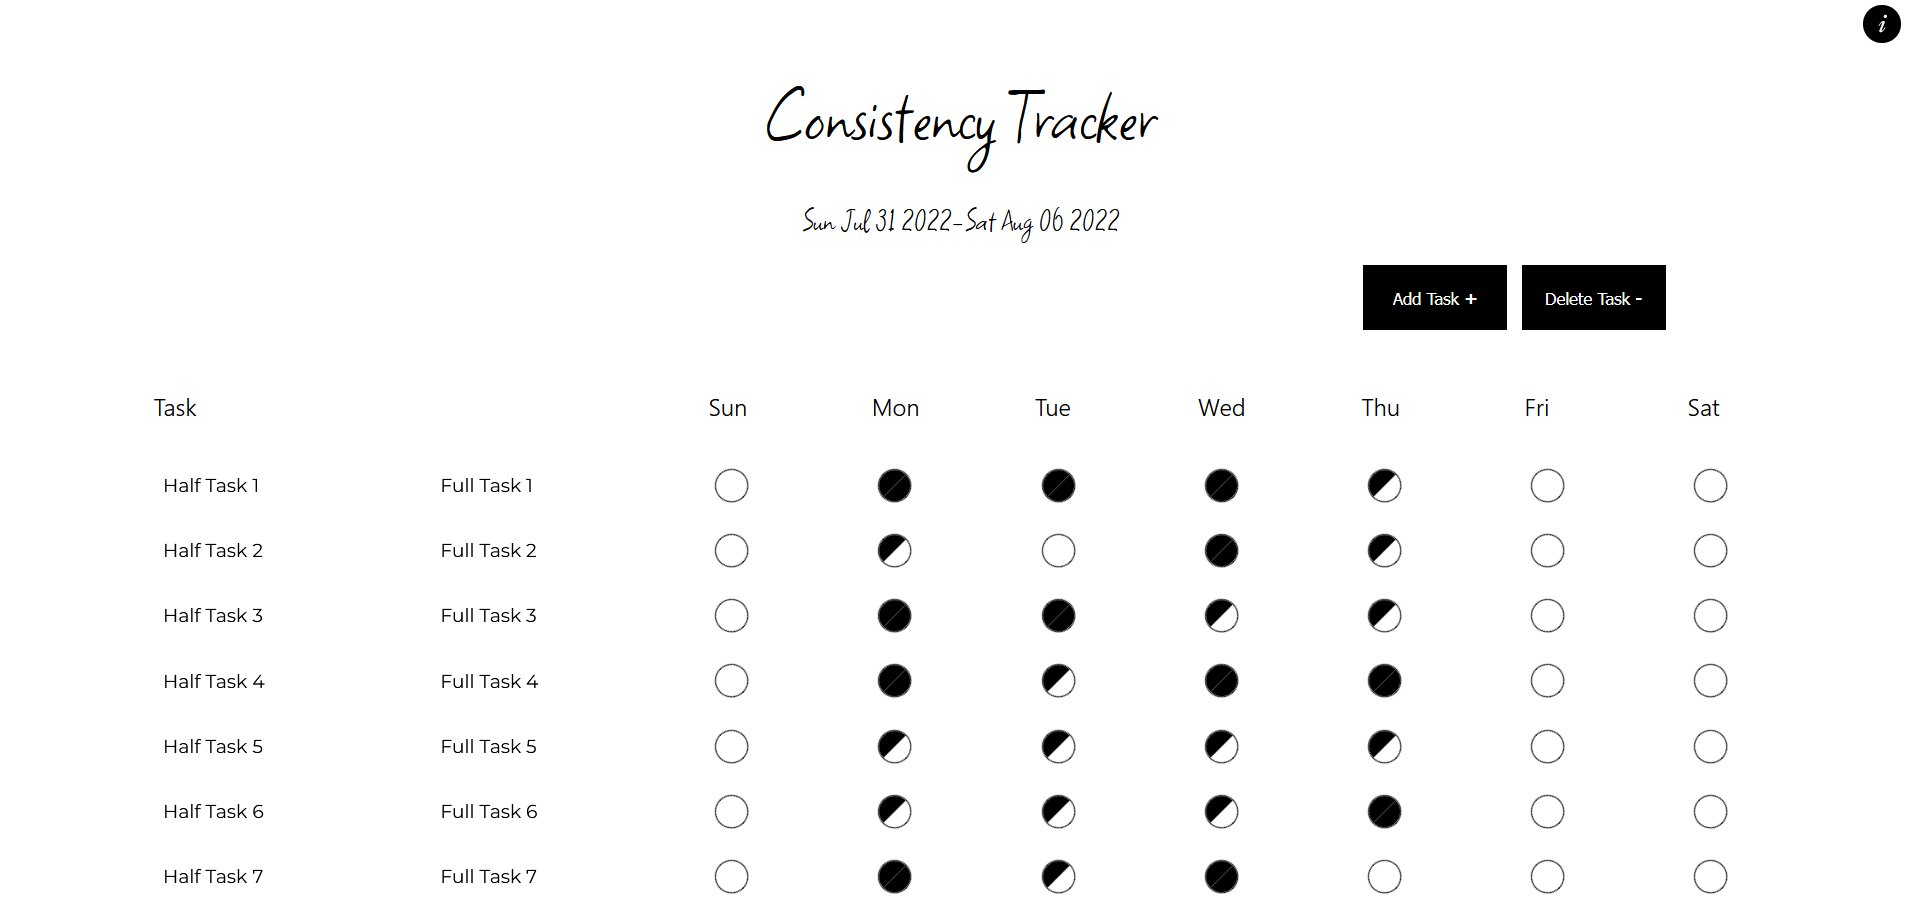 i
Consistency Tracker
Sun Jul 31 2022-Sat Aug 06 2022
Add Task + Delete Task -
Task Sun Mon Tue Wed Thu Fri Sat
Half Task 1 Full Task 1
Half Task 2 Full Task 2
Half Task 3 Full Task 3
Half Task 4 Full Task 4
Half Task 5 Full Task 5
Half Task 6 Full Task 6
Half Task 7 Full Task 7